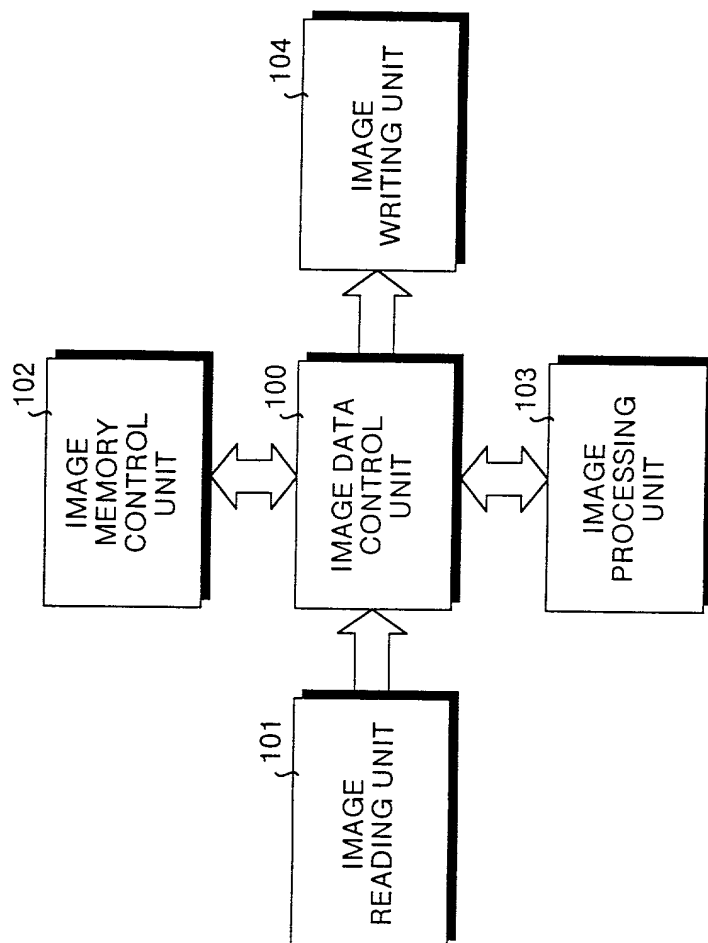 102
IMAGE
MEMORY
CONTROL
UNIT
101
IMAGE
READING UNIT
100
IMAGE DATA
CONTROL
UNIT
104
IMAGE
WRITING UNIT
103
IMAGE
PROCESSING
UNIT